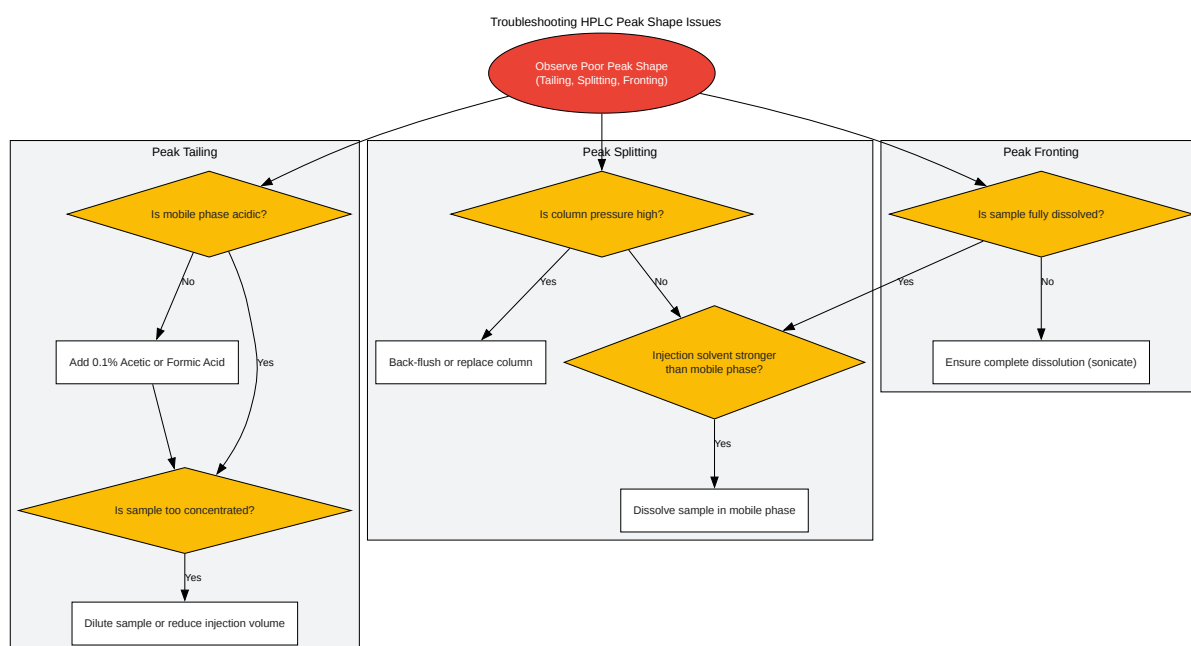 Troubleshooting HPLC Peak Shape Issues
Observe Poor Peak Shape
(Tailing, Splitting, Fronting)
Peak Tailing
Peak Splitting
Peak Fronting
Is mobile phase acidic?
Is column pressure high?
Is sample fully dissolved?
No
Yes
No
Yes
No
Add 0.1% Acetic or Formic Acid
Yes
Back-flush or replace column
Injection solvent stronger
than mobile phase?
Ensure complete dissolution (sonicate)
Yes
Is sample too concentrated?
Dissolve sample in mobile phase
Yes
Dilute sample or reduce injection volume